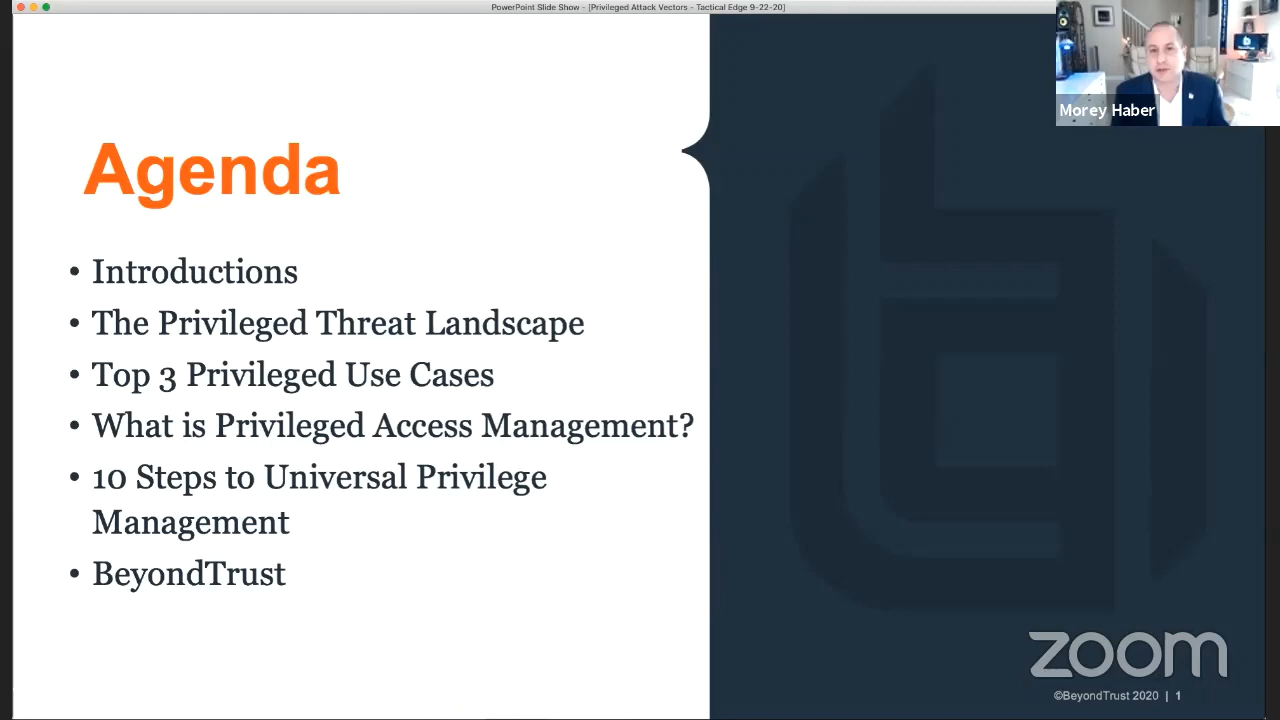 PowerPoint Slide Show - [Privileged Attack Vectors - Tactical Edge 9-22-20]
Morey Haber
Agenda
• Introductions
• The Privileged Threat Landscape
• Top 3 Privileged Use Cases
• What is Privileged Access Management?
• 10 Steps to Universal Privilege
Management
• BeyondTrust
zoom
©BeyondTrust 2020 | 1